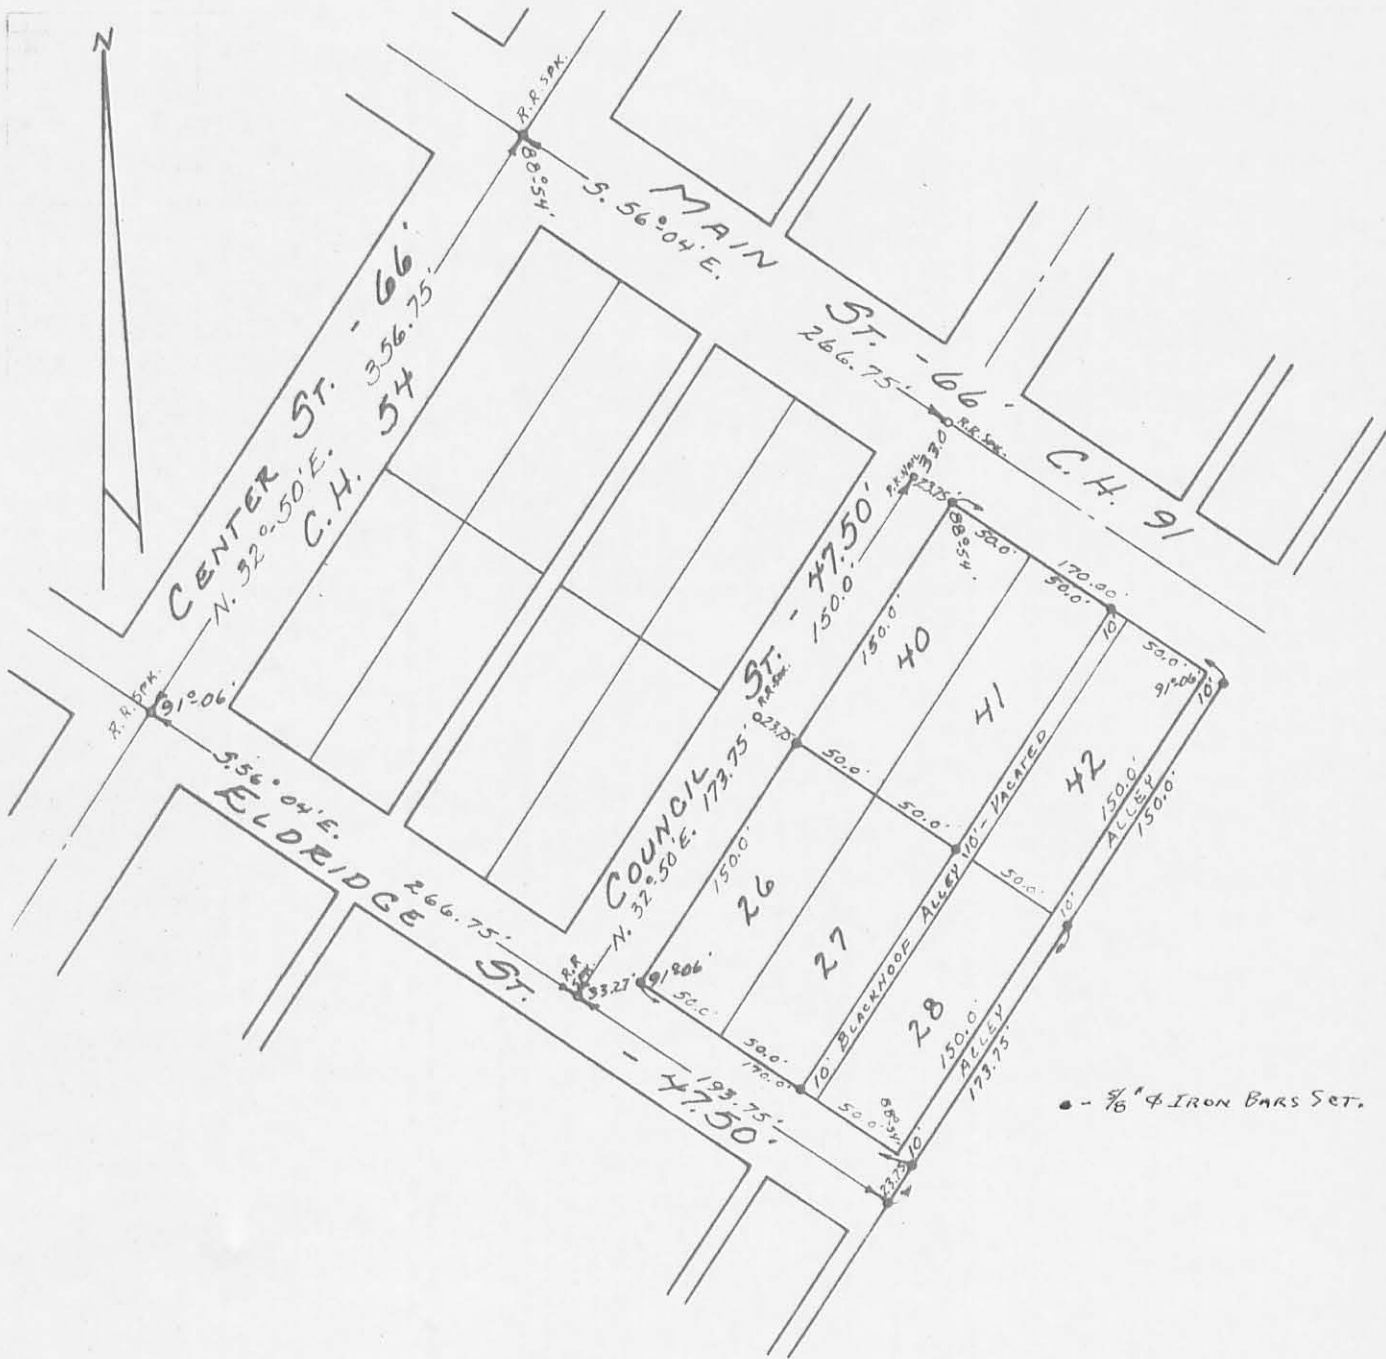 N
R.R. SPK.
88°-54'
S. 56°-04' E.
MAIN ST. - 66'
266.75'
C.H. 91
R.R. SPK.
CENTER ST. - 66'
N. 32°-50' E. 356.75'
C.H. 54
R.R. SPK.
91°-06'
S. 56° 04' E.
266.75'
ELDRIDGE ST. - 47.50'
193.75'
R.R. SPK.
33.27'
COUNCIL ST. - 47.50'
N. 32°-50' E. 173.75'
150.0'
R.R. SPK.
23.75
P.K. NAIL
33.0
23.75'
88°-54'
50.0'
170.00'
50.0'
10'
50.0'
91°-06'
10'
150.0'
40
41
42
150.0'
ALLEY
150.0'
50.0'
50.0'
10' - VACATED
50.0'
10'
150.0'
26
27
28
10' BLACKHOOF ALLEY
150.0'
ALLEY
173.75'
91°-06'
50.0'
50.0'
170.0'
50.0'
88°-54'
10'
23.75
- 5/8" ⌀ IRON BARS SET.